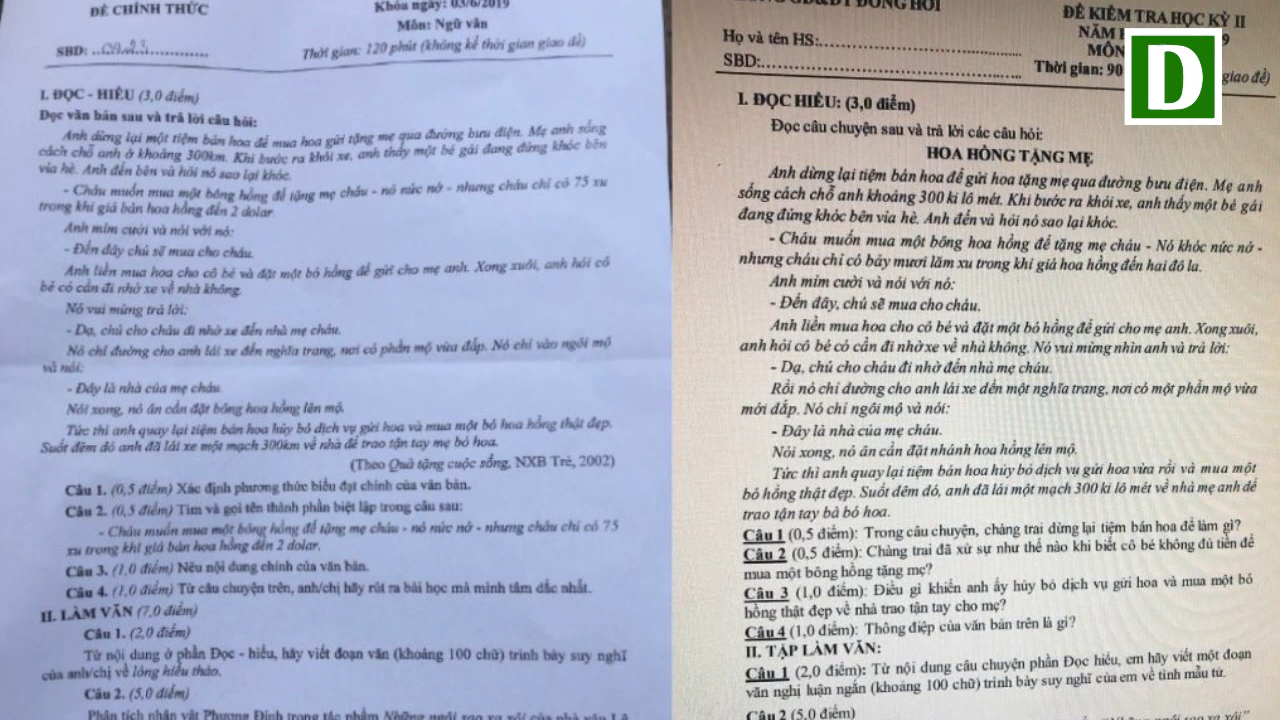 ĐỀ CHÍNH THỨC
Khóa ngày: 03/6/2019
Môn: Ngữ văn
SBD:
Thời gian: 120 phút (không kể thời gian giao đề)
I. ĐỌC - HIỂU (3,0 điểm)
Đọc văn bản sau và trả lời câu hỏi:
Anh dừng lại một tiệm bán hoa để mua hoa gửi tặng mẹ qua đường bưu điện. Mẹ anh sống
cách chỗ anh ở khoảng 300km. Khi bước ra khỏi xe, anh thấy một bé gái đang đứng khóc bên
vỉa hè. Anh đến bên và hỏi nó sao lại khóc.
- Cháu muốn mua một bông hồng để tặng mẹ cháu - nó nức nở - nhưng cháu chỉ có 75 xu
trong khi giá bán hoa hồng đến 2 dolar.
Anh mỉm cười và nói với nó:
- Đến đây chú sẽ mua cho cháu.
Anh liền mua hoa cho cô bé và đặt một bó hồng để gửi cho mẹ anh. Xong xuôi, anh hỏi cô
bé có cần đi nhờ xe về nhà không.
Nó vui mừng trả lời:
- Dạ, chú cho cháu đi nhờ xe đến nhà mẹ cháu.
Nó chỉ đường cho anh lái xe đến nghĩa trang, nơi có phần mộ vừa đắp. Nó chỉ vào ngôi mộ
và nói:
- Đây là nhà của mẹ cháu.
Nói xong, nó ân cần đặt bông hoa hồng lên mộ.
Tức thì anh quay lại tiệm bán hoa hủy bỏ dịch vụ gửi hoa và mua một bó hoa hồng thật đẹp.
Suốt đêm đó anh đã lái xe một mạch 300km về nhà để trao tận tay mẹ bó hoa.
(Theo Quà tặng cuộc sống, NXB Trẻ, 2002)
Câu 1. (0,5 điểm) Xác định phương thức biểu đạt chính của văn bản.
Câu 2. (0,5 điểm) Tìm và gọi tên thành phần biệt lập trong câu sau:
- Cháu muốn mua một bông hồng để tặng mẹ cháu - nó nức nở - nhưng cháu chỉ có 75
xu trong khi giá bán hoa hồng đến 2 dolar.
Câu 3. (1,0 điểm) Nêu nội dung chính của văn bản.
Câu 4. (1,0 điểm) Từ câu chuyện trên, anh/chị hãy rút ra bài học mà mình tâm đắc nhất.
II. LÀM VĂN (7,0 điểm)
Câu 1. (2,0 điểm)
Từ nội dung ở phần Đọc - hiểu, hãy viết đoạn văn (khoảng 100 chữ) trình bày suy nghĩ
của anh/chị về lòng hiếu thảo.
Câu 2. (5,0 điểm)
Phân tích nhân vật Phương Định trong tác phẩm Những ngôi sao xa xôi của nhà văn Lê
GD&ĐT ĐỒNG HỚI
ĐỀ KIỂM TRA HỌC KỲ II
Họ và tên HS:
NĂM
9
MÔN
D
SBD:
Thời gian: 90
giao đề)
I. ĐỌC HIỂU: (3,0 điểm)
Đọc câu chuyện sau và trả lời các câu hỏi:
HOA HỒNG TẶNG MẸ
Anh dừng lại tiệm bán hoa để gửi hoa tặng mẹ qua đường bưu điện. Mẹ anh
sống cách chỗ anh khoảng 300 ki lô mét. Khi bước ra khỏi xe, anh thấy một bé gái
đang đứng khóc bên vỉa hè. Anh đến và hỏi nó sao lại khóc.
- Cháu muốn mua một bông hoa hồng để tặng mẹ cháu - Nó khóc nức nở -
nhưng cháu chỉ có bảy mươi lăm xu trong khi giá hoa hồng đến hai đô la.
Anh mỉm cười và nói với nó:
- Đến đây, chú sẽ mua cho cháu.
Anh liền mua hoa cho cô bé và đặt một bó hồng để gửi cho mẹ anh. Xong xuôi,
anh hỏi cô bé có cần đi nhờ xe về nhà không. Nó vui mừng nhìn anh và trả lời:
- Dạ, chú cho cháu đi nhờ đến nhà mẹ cháu.
Rồi nó chỉ đường cho anh lái xe đến một nghĩa trang, nơi có một phần mộ vừa
mới đắp. Nó chỉ ngôi mộ và nói:
- Đây là nhà của mẹ cháu.
Nói xong, nó ân cần đặt nhánh hoa hồng lên mộ.
Tức thì anh quay lại tiệm bán hoa hủy bỏ dịch vụ gửi hoa vừa rồi và mua một
bó hồng thật đẹp. Suốt đêm đó, anh đã lái một mạch 300 ki lô mét về nhà mẹ anh để
trao tận tay bà bó hoa.
Câu 1 (0,5 điểm): Trong câu chuyện, chàng trai dừng lại tiệm bán hoa để làm gì?
Câu 2 (0,5 điểm): Chàng trai đã xử sự như thế nào khi biết cô bé không đủ tiền để
mua một bông hồng tặng mẹ?
Câu 3 (1,0 điểm): Điều gì khiến anh ấy hủy bỏ dịch vụ gửi hoa và mua một bó
hồng thật đẹp về nhà trao tận tay cho mẹ?
Câu 4 (1,0 điểm): Thông điệp của văn bản trên là gì?
II. TẬP LÀM VĂN:
Câu 1 (2,0 điểm): Từ nội dung câu chuyện phần Đọc hiểu, em hãy viết một đoạn
văn nghị luận ngắn (khoảng 100 chữ) trình bày suy nghĩ của em về tình mẫu tử.
Câu 2 (5,0 điểm)